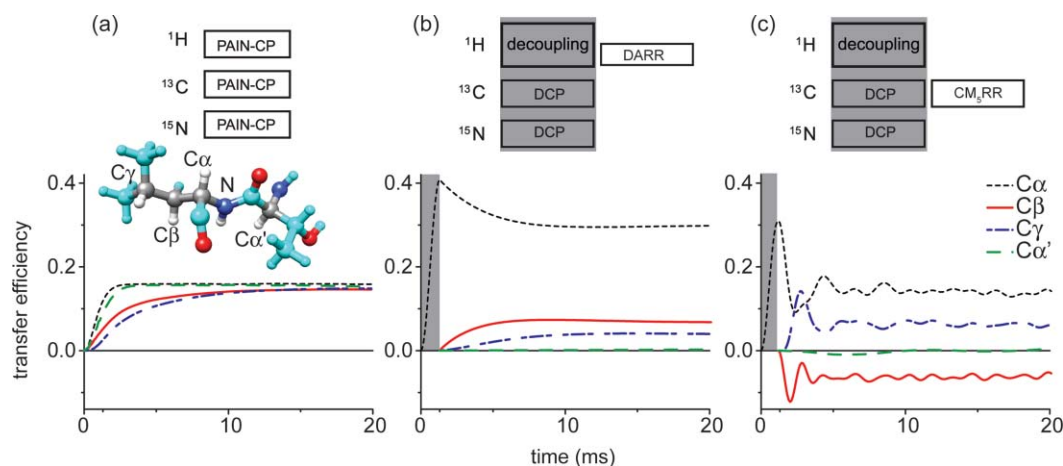 (a)
¹H PAIN-CP
¹³C PAIN-CP
¹⁵N PAIN-CP
(b)
¹H decoupling DARR
¹³C DCP
¹⁵N DCP
(c)
¹H decoupling
¹³C DCP CM₅RR
¹⁵N DCP
Cγ
Cα
N
Cβ
Cα'
Cα
Cβ
Cγ
Cα'
transfer efficiency
0.4
0.2
0.0
0 10 20
0.4
0.2
0.0
0 10 20
0.4
0.2
0.0
0 10 20
time (ms)